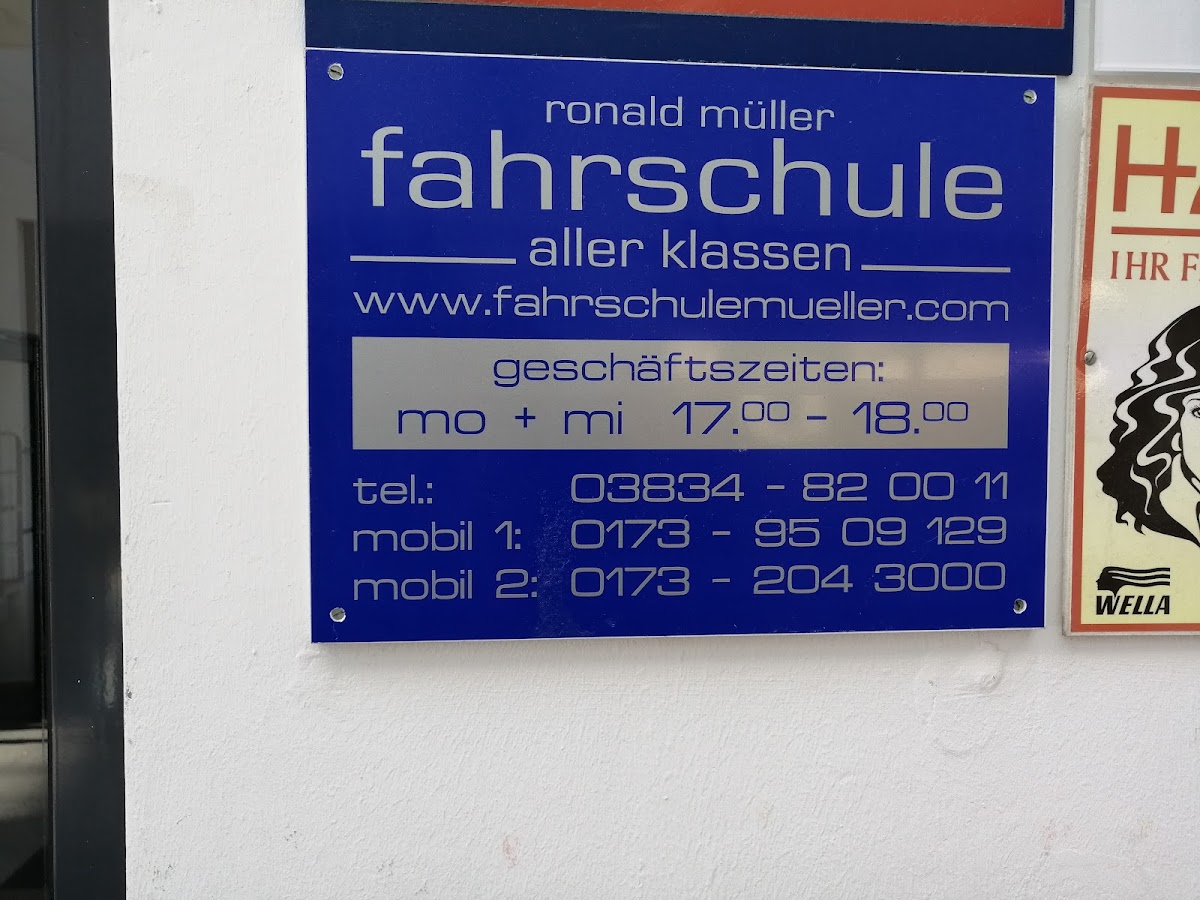 ronald müller
fahrschule
aller klassen
www.fahrschulemueller.com
geschäftszeiten:
mo + mi 17.00 - 18.00
tel.: 03834 - 82 00 11
mobil 1: 0173 - 95 09 129
mobil 2: 0173 - 204 3000
IHR
WELLA